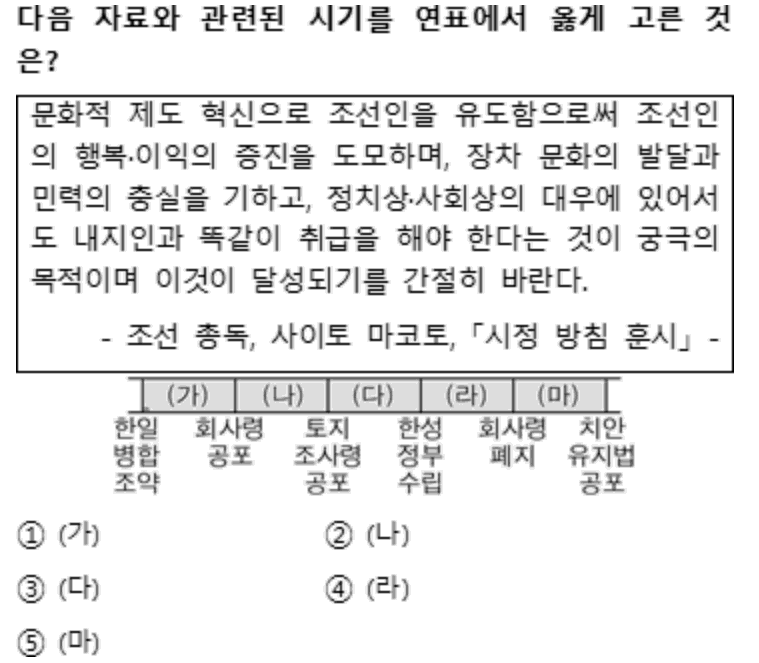 다음 자료와 관련된 시기를 연표에서 옳게 고른 것
은?
문화적 제도 혁신으로 조선인을 유도함으로써 조선인
의 행복·이익의 증진을 도모하며, 장차 문화의 발달과
민력의 충실을 기하고, 정치상·사회상의 대우에 있어서
도 내지인과 똑같이 취급을 해야 한다는 것이 궁극의
목적이며 이것이 달성되기를 간절히 바란다.
- 조선 총독, 사이토 마코토, 「시정 방침 훈시」 -
(가) (나) (다) (라) (마)
한일 회사령 토지 한성 회사령 치안
병합 공포 조사령 정부 폐지 유지법
조약 공포 수립 공포
① (가) ② (나)
③ (다) ④ (라)
⑤ (마)